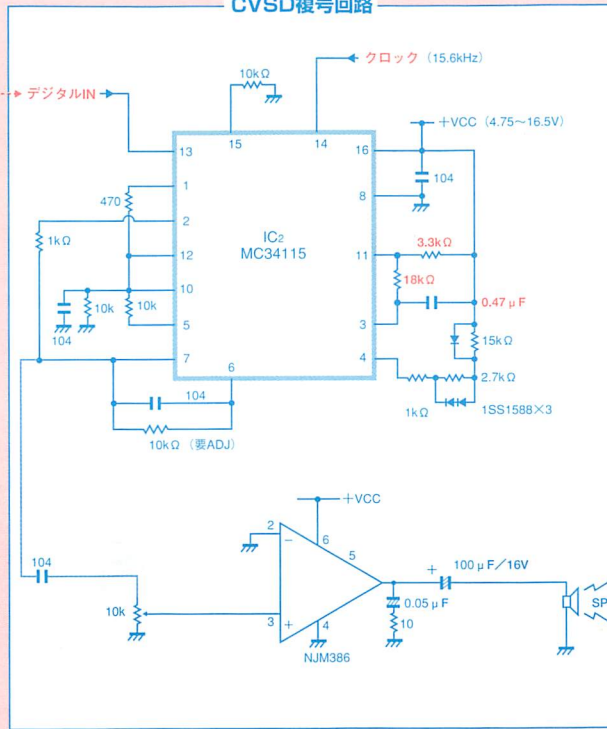 CVSD復号回路
クロック（15.6kHz）
デジタルIN
10kΩ
＋VCC（4.75〜16.5V）
13
15
14
16
104
470
1
8
2
1kΩ
IC2
MC34115
12
11
3.3kΩ
18kΩ
10
0.47μF
10k
10k
5
3
104
15kΩ
7
6
4
2.7kΩ
104
1kΩ
1SS1588×3
10kΩ（要ADJ）
＋VCC
2
−
6
5
104
＋
100μF／16V
10k
0.05μF
SP
3
＋
4
10
NJM386